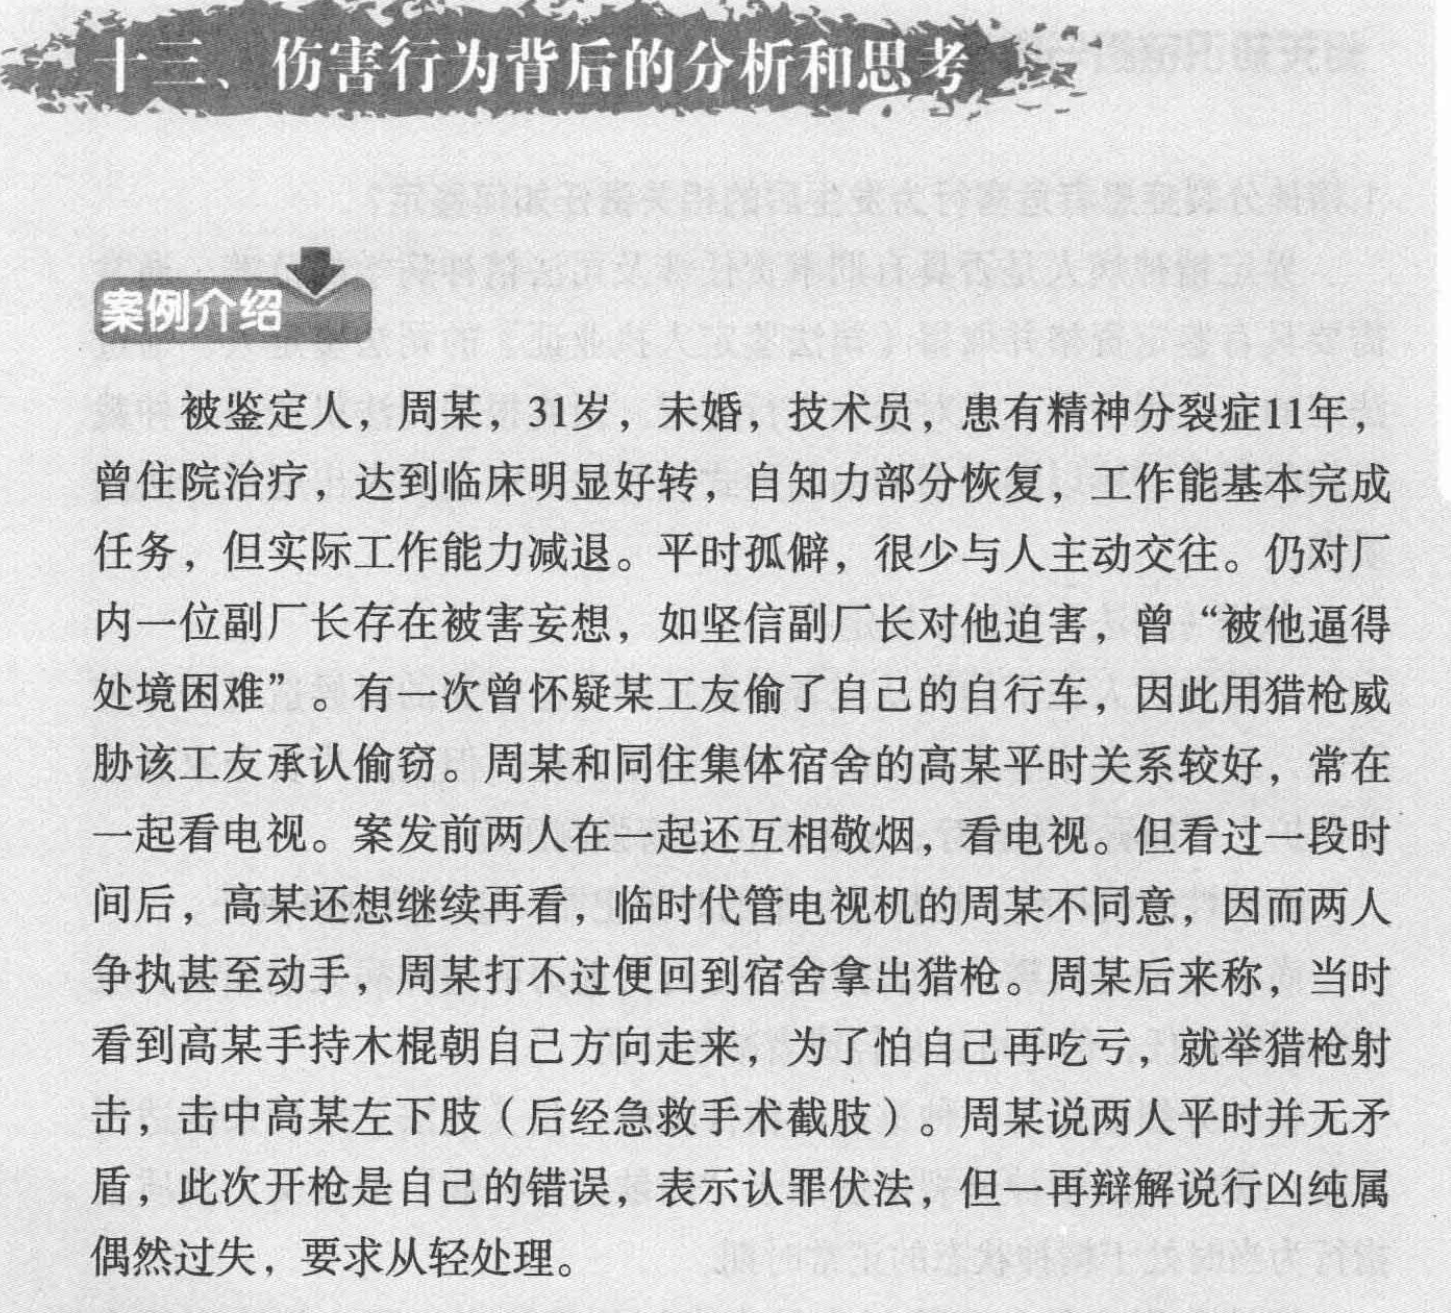 十三、伤害行为背后的分析和思考
案例介绍
被鉴定人，周某，31岁，未婚，技术员，患有精神分裂症11年，
曾住院治疗，达到临床明显好转，自知力部分恢复，工作能基本完成
任务，但实际工作能力减退。平时孤僻，很少与人主动交往。仍对厂
内一位副厂长存在被害妄想，如坚信副厂长对他迫害，曾“被他逼得
处境困难”。有一次曾怀疑某工友偷了自己的自行车，因此用猎枪威
胁该工友承认偷窃。周某和同住集体宿舍的高某平时关系较好，常在
一起看电视。案发前两人在一起还互相敬烟，看电视。但看过一段时
间后，高某还想继续再看，临时代管电视机的周某不同意，因而两人
争执甚至动手，周某打不过便回到宿舍拿出猎枪。周某后来称，当时
看到高某手持木棍朝自己方向走来，为了怕自己再吃亏，就举猎枪射
击，击中高某左下肢（后经急救手术截肢）。周某说两人平时并无矛
盾，此次开枪是自己的错误，表示认罪伏法，但一再辩解说行凶纯属
偶然过失，要求从轻处理。